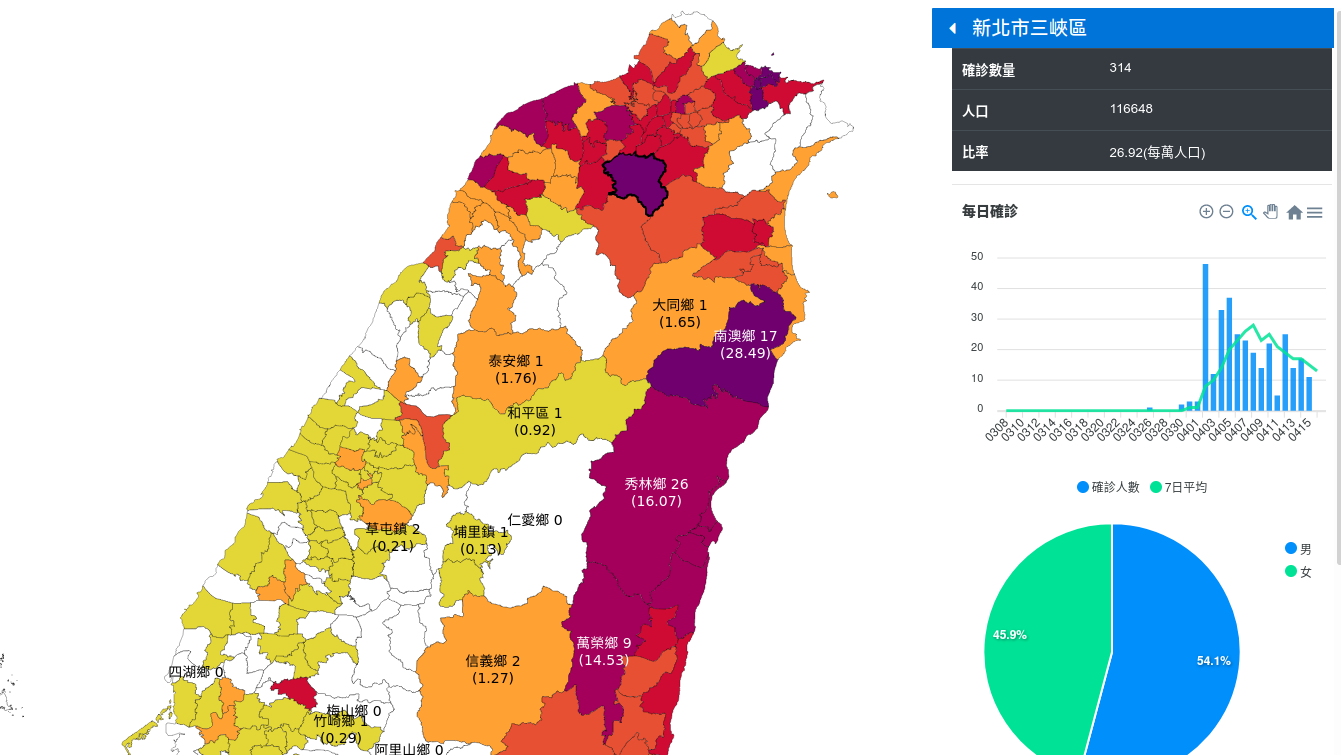 新北市三峽區
確診數量 314
人口 116648
比率 26.92(每萬人口)
每日確診
50
40
30
20
10
0
0308 0310 0312 0314 0316 0318 0320 0322 0324 0326 0328 0330 0401 0403 0405 0407 0409 0411 0413 0415
確診人數 7日平均
男
女
45.9%
54.1%
大同鄉 1
(1.65)
南澳鄉 17
(28.49)
泰安鄉 1
(1.76)
和平區 1
(0.92)
秀林鄉 26
(16.07)
仁愛鄉 0
草屯鎮 2
(0.21)
埔里鎮 1
(0.13)
萬榮鄉 9
(14.53)
信義鄉 2
(1.27)
四湖鄉 0
梅山鄉 0
竹崎鄉 1
(0.29)
阿里山鄉 0